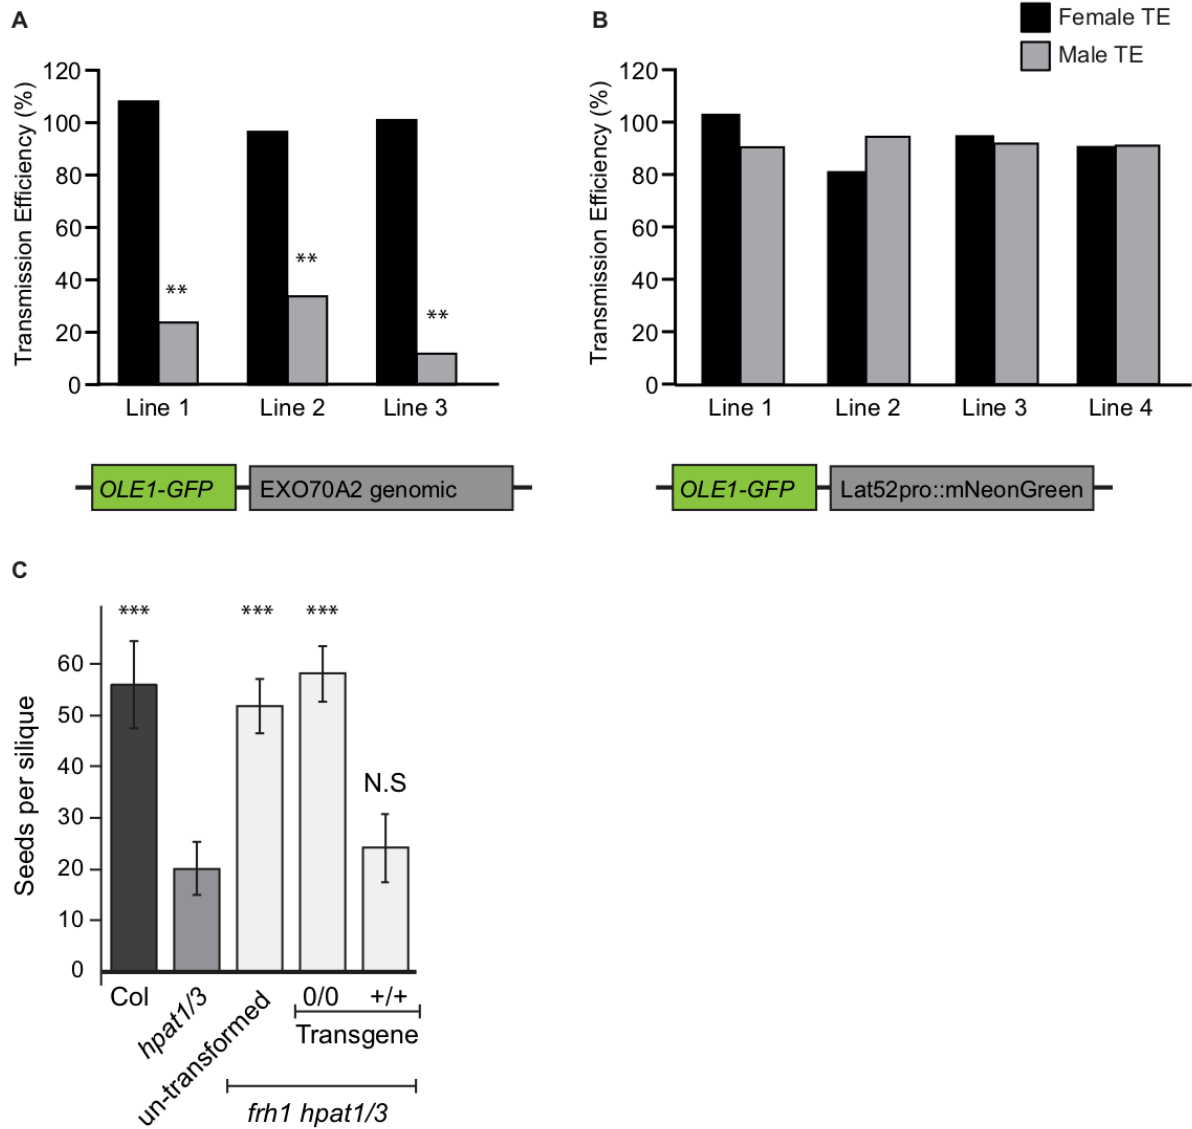 A
Transmission Efficiency (%)
120
100
80
60
40
20
0
**
**
**
Line 1
Line 2
Line 3
OLE1-GFP
EXO70A2 genomic
B
Female TE
Male TE
Transmission Efficiency (%)
120
100
80
60
40
20
0
Line 1
Line 2
Line 3
Line 4
OLE1-GFP
Lat52pro::mNeonGreen
C
Seeds per silique
60
50
40
30
20
10
0
***
***
***
N.S
Col
hpat1/3
un-transformed
0/0
+/+
Transgene
frh1 hpat1/3